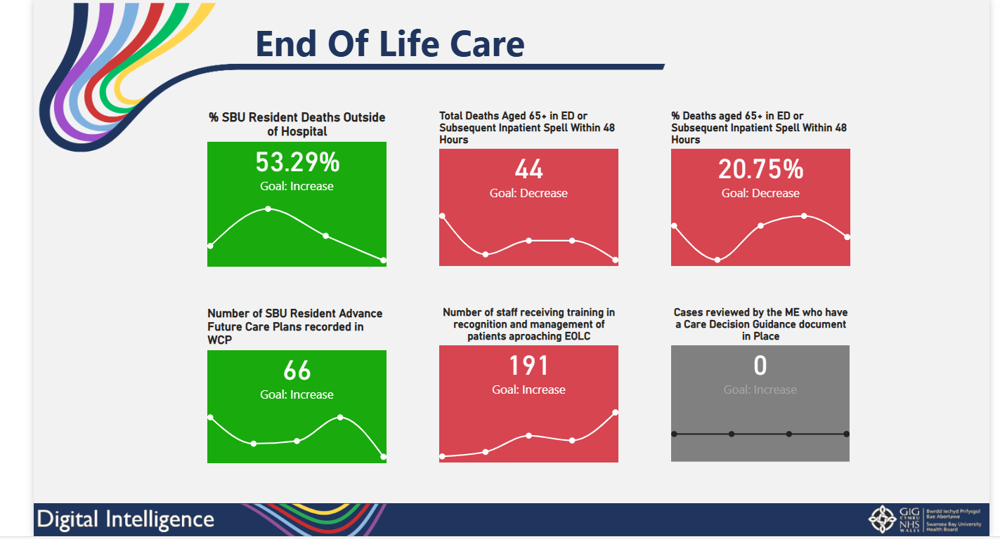 End Of Life Care
% SBU Resident Deaths Outside
of Hospital
53.29%
Goal: Increase
Total Deaths Aged 65+ in ED or
Subsequent Inpatient Spell Within 48
Hours
44
Goal: Decrease
% Deaths aged 65+ in ED or
Subsequent Inpatient Spell Within 48
Hours
20.75%
Goal: Decrease
Number of SBU Resident Advance
Future Care Plans recorded in
WCP
66
Goal: Increase
Number of staff receiving training in
recognition and management of
patients aproaching EOLC
191
Goal: Increase
Cases reviewed by the ME who have
a Care Decision Guidance document
in Place
0
Goal: Increase
Digital Intelligence
GIG
CYMRU
NHS
WALES
Bwrdd Iechyd Prifysgol
Bae Abertawe
Swansea Bay University
Health Board